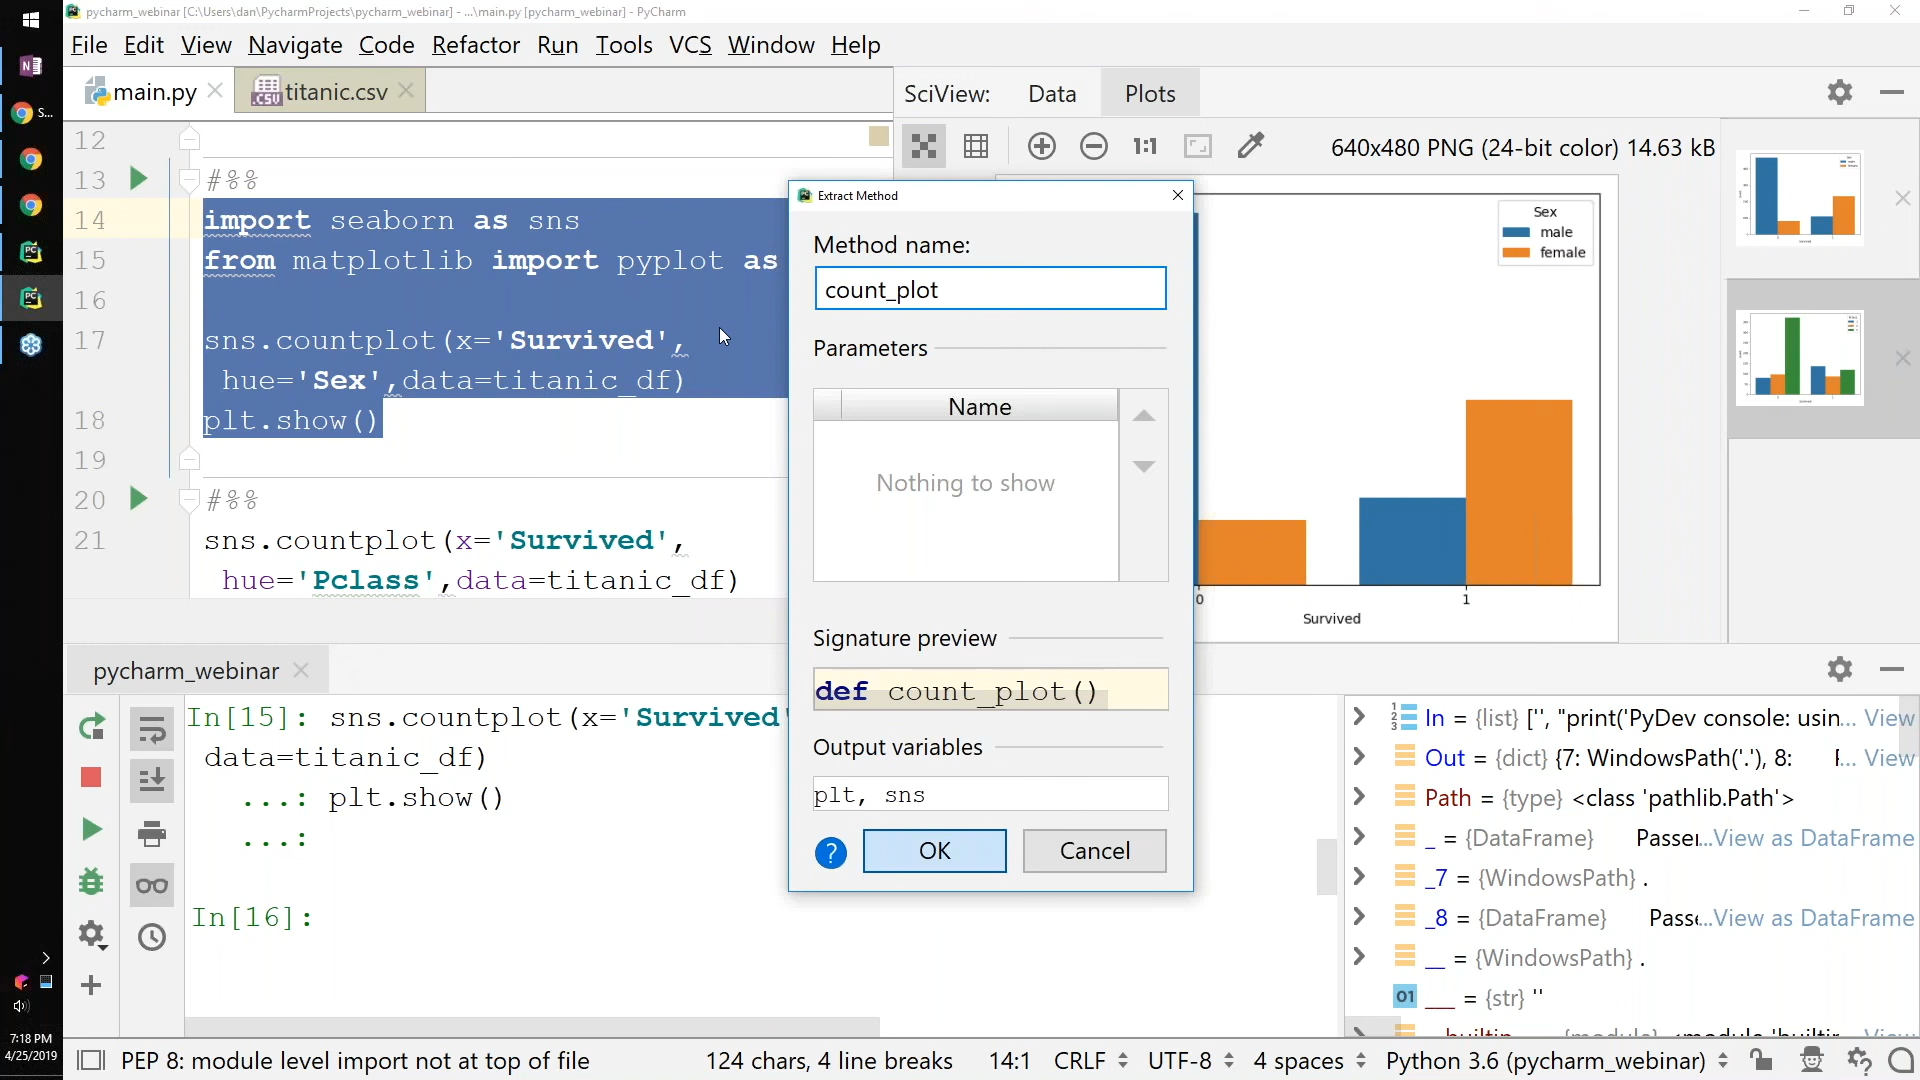 pycharm_webinar [C:\Users\dan\PycharmProjects\pycharm_webinar] - ...\main.py [pycharm_webinar] - PyCharm
File Edit View Navigate Code Refactor Run Tools VCS Window Help
main.py
titanic.csv
SciView: Data Plots
640x480 PNG (24-bit color) 14.63 kB
S...
12
13 #%%
14 import seaborn as sns
15 from matplotlib import pyplot as
16
17 sns.countplot(x='Survived',
hue='Sex',data=titanic_df)
18 plt.show()
19
20 #%%
21 sns.countplot(x='Survived',
hue='Pclass',data=titanic_df)
Extract Method
Method name:
count_plot
Parameters
Name
Nothing to show
Signature preview
def count_plot()
Output variables
plt, sns
? OK Cancel
1:1
Sex
male
female
0 1
Survived
pycharm_webinar
In[15]: sns.countplot(x='Survived'
data=titanic_df)
...: plt.show()
...:
In[16]:
In = {list} ['', "print('PyDev console: usin... View
Out = {dict} {7: WindowsPath('.'), 8: F... View
Path = {type} <class 'pathlib.Path'>
_ = {DataFrame} Passen...View as DataFrame
_7 = {WindowsPath} .
_8 = {DataFrame} Passe...View as DataFrame
__ = {WindowsPath} .
01 ___ = {str} ''
7:18 PM
4/25/2019
PEP 8: module level import not at top of file
124 chars, 4 line breaks 14:1 CRLF UTF-8 4 spaces Python 3.6 (pycharm_webinar)